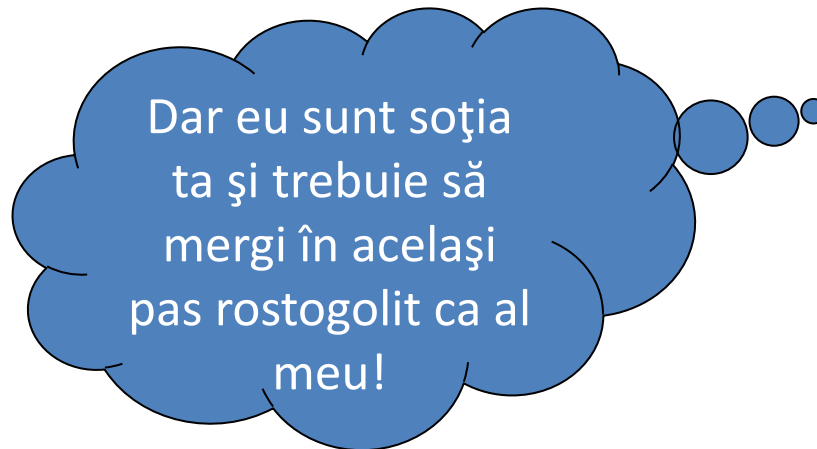 Dar eu sunt soţia
ta şi trebuie să
mergi în acelaşi
pas rostogolit ca al
meu!